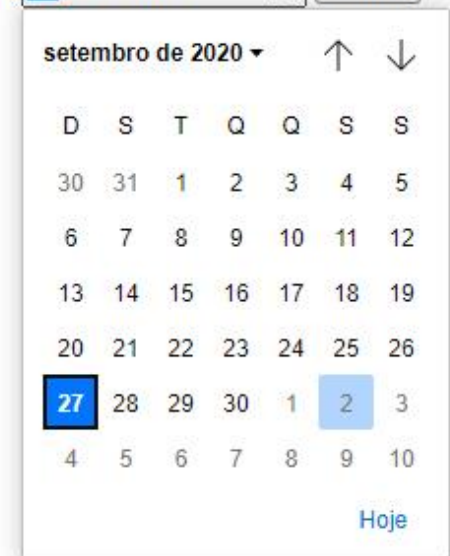 setembro de 2020
D S T Q Q S S
30 31 1 2 3 4 5
6 7 8 9 10 11 12
13 14 15 16 17 18 19
20 21 22 23 24 25 26
27 28 29 30 1 2 3
4 5 6 7 8 9 10
Hoje